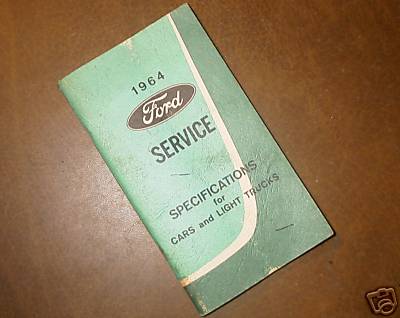 1964
Ford
SERVICE
SPECIFICATIONS
for
CARS and LIGHT TRUCKS